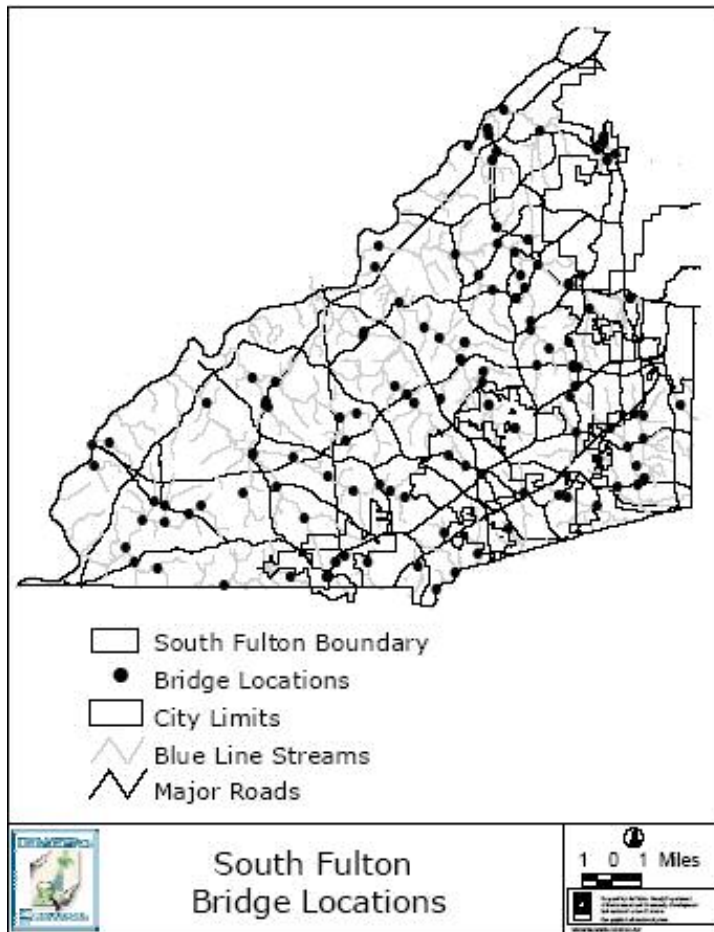 South Fulton Boundary
Bridge Locations
City Limits
Blue Line Streams
Major Roads
South Fulton
Bridge Locations
1 0 1 Miles